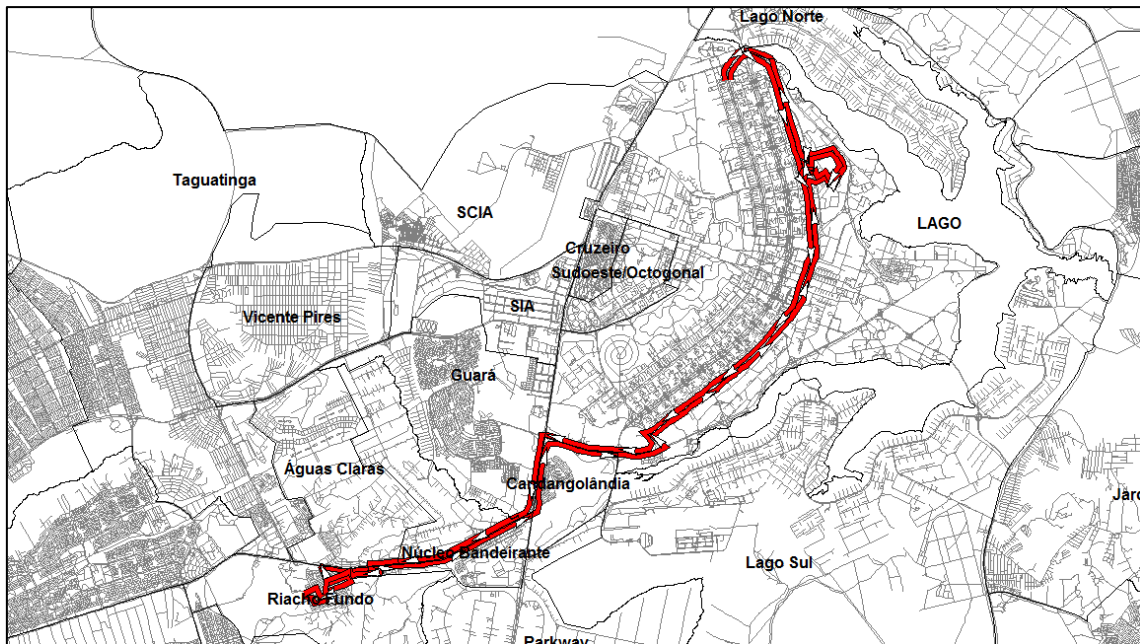 Lago Norte
Taguatinga
SCIA
LAGO
Cruzeiro
Sudoeste/Octogonal
SIA
Vicente Pires
Guará
Águas Claras
Candangolândia
Jard
Núcleo Bandeirante
Lago Sul
Riacho Fundo
Parkway